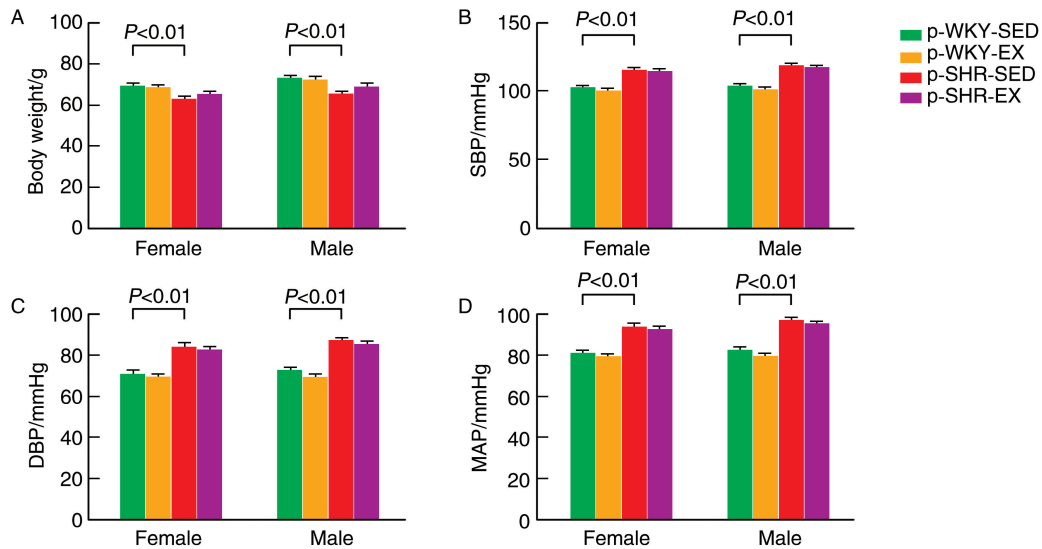 A
Body weight/g
100
80
60
40
20
0
P<0.01
P<0.01
Female
Male
B
SBP/mmHg
150
100
50
0
P<0.01
P<0.01
Female
Male
p-WKY-SED
p-WKY-EX
p-SHR-SED
p-SHR-EX
C
DBP/mmHg
100
80
60
40
20
0
P<0.01
P<0.01
Female
Male
D
MAP/mmHg
100
80
60
40
20
0
P<0.01
P<0.01
Female
Male